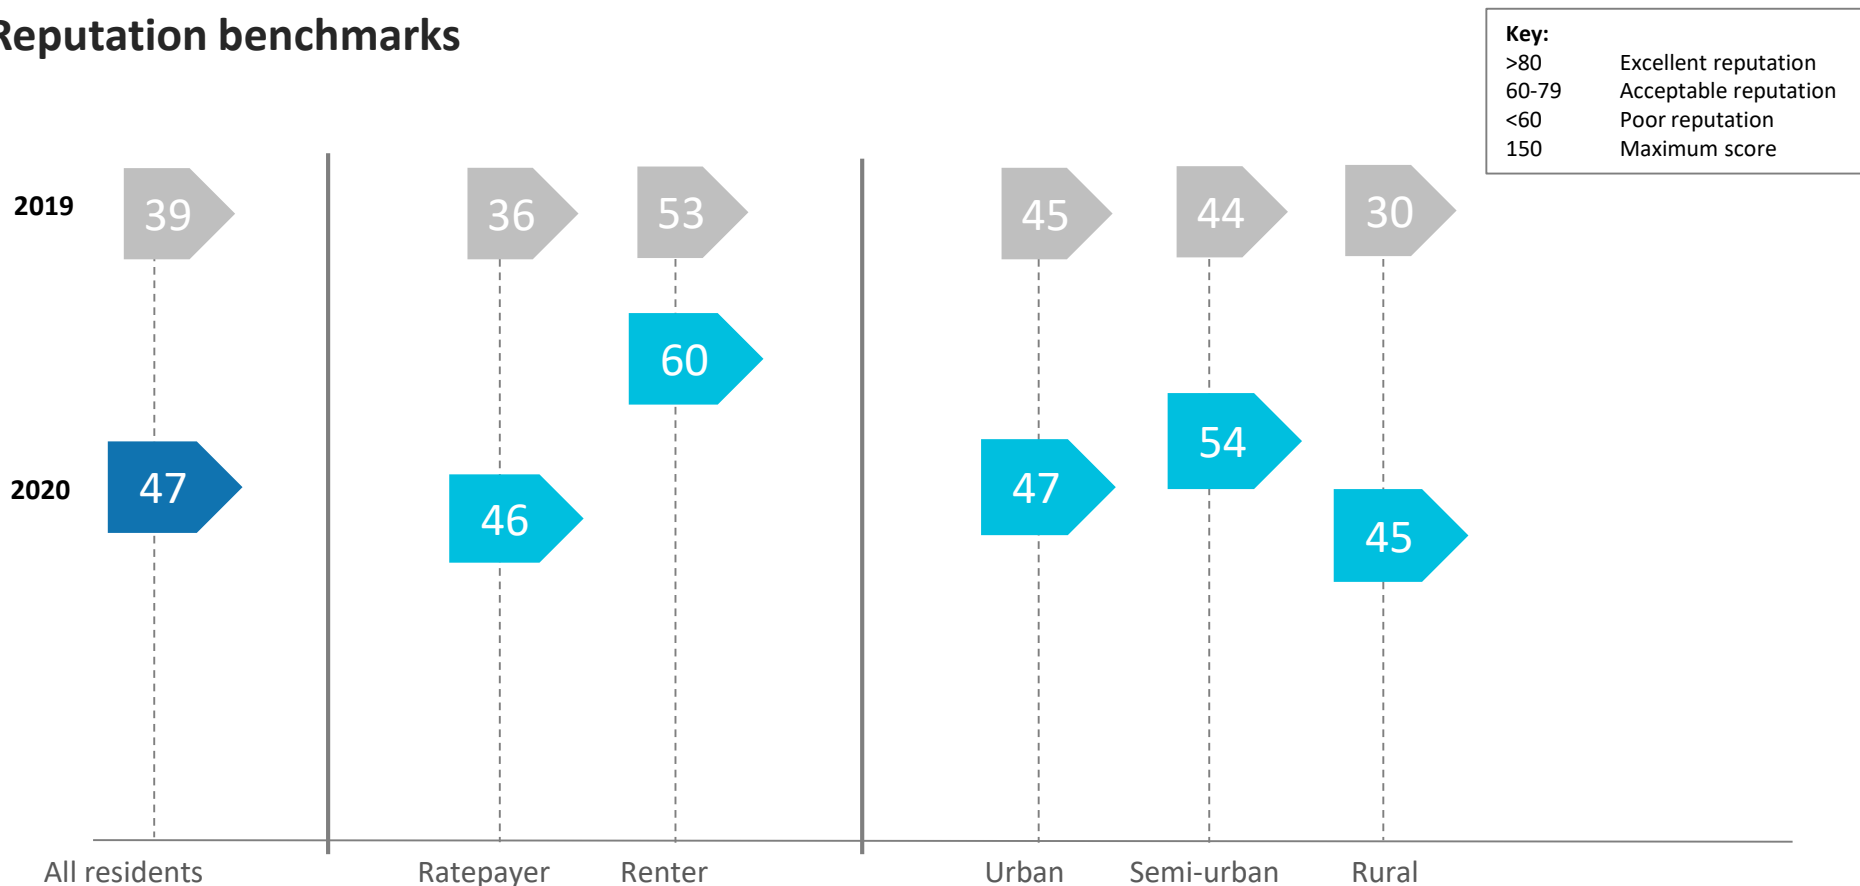 Reputation benchmarks
Key:
>80 Excellent reputation
60-79 Acceptable reputation
<60 Poor reputation
150 Maximum score
2019 39 36 53 45 44 30
60
2020 47 46 47 54 45
All residents Ratepayer Renter Urban Semi-urban Rural